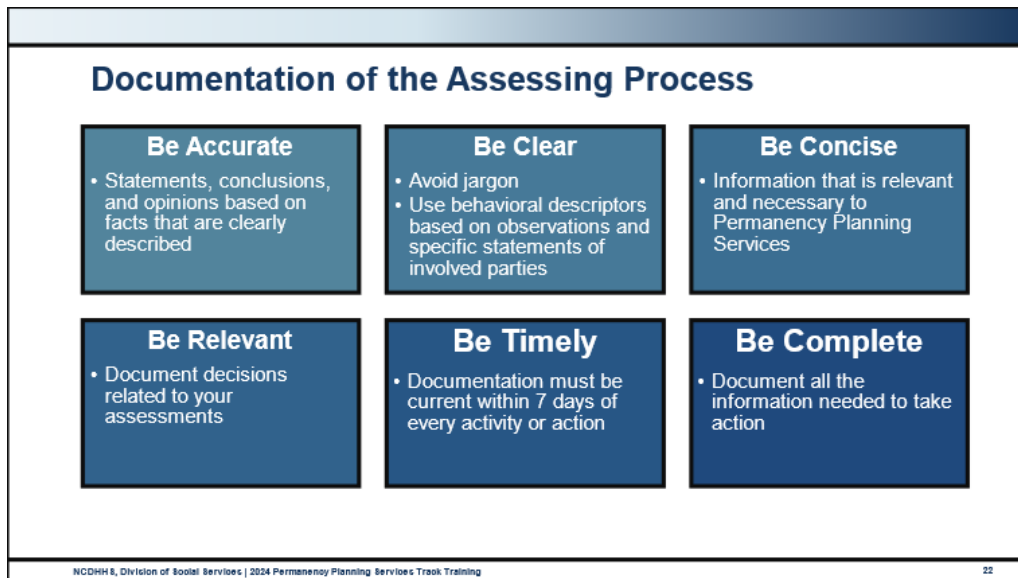 Documentation of the Assessing Process
Be Accurate
• Statements, conclusions,
and opinions based on
facts that are clearly
described
Be Clear
• Avoid jargon
• Use behavioral descriptors
based on observations and
specific statements of
involved parties
Be Concise
• Information that is relevant
and necessary to
Permanency Planning
Services
Be Relevant
• Document decisions
related to your
assessments
Be Timely
• Documentation must be
current within 7 days of
every activity or action
Be Complete
• Document all the
information needed to take
action
NCDHHS, Division of Social Services | 2024 Permanency Planning Services Track Training
22